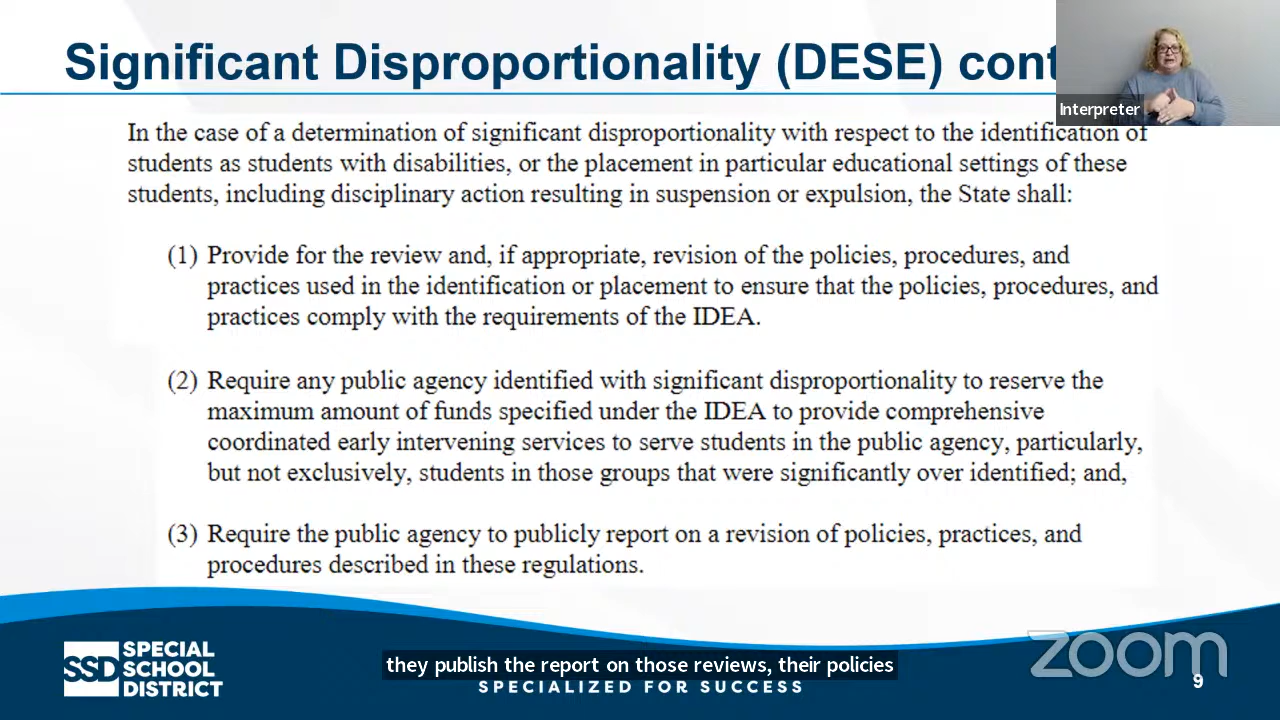 Significant Disproportionality (DESE) cont
Interpreter
In the case of a determination of significant disproportionality with respect to the identification of
students as students with disabilities, or the placement in particular educational settings of these
students, including disciplinary action resulting in suspension or expulsion, the State shall:
(1) Provide for the review and, if appropriate, revision of the policies, procedures, and
practices used in the identification or placement to ensure that the policies, procedures, and
practices comply with the requirements of the IDEA.
(2) Require any public agency identified with significant disproportionality to reserve the
maximum amount of funds specified under the IDEA to provide comprehensive
coordinated early intervening services to serve students in the public agency, particularly,
but not exclusively, students in those groups that were significantly over identified; and,
(3) Require the public agency to publicly report on a revision of policies, practices, and
procedures described in these regulations.
SSD SPECIAL
SCHOOL
DISTRICT
they publish the report on those reviews, their policies
SPECIALIZED FOR SUCCESS
zoom
9